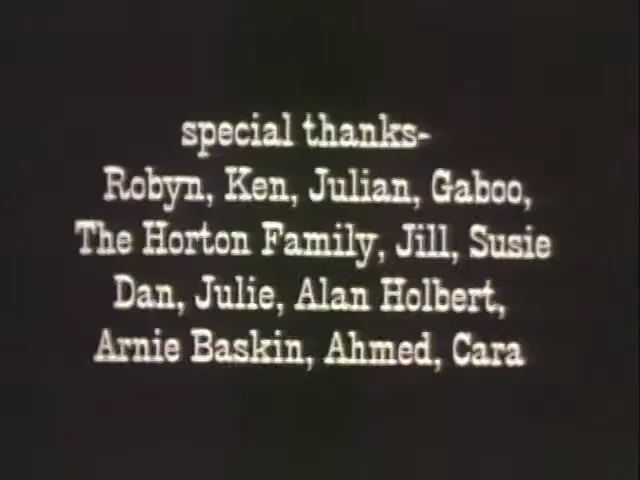 special thanks-
Robyn, Ken, Julian, Gaboo,
The Horton Family, Jill, Susie
Dan, Julie, Alan Holbert,
Arnie Baskin, Ahmed, Cara